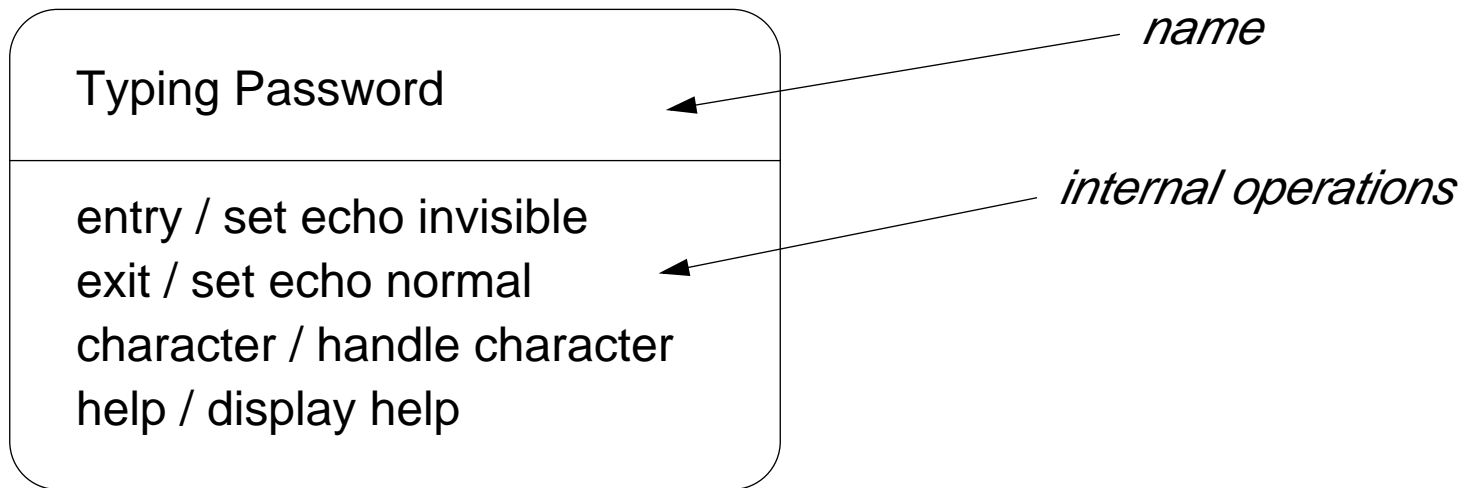 name
Typing Password
internal operations
entry / set echo invisible
exit / set echo normal
character / handle character
help / display help